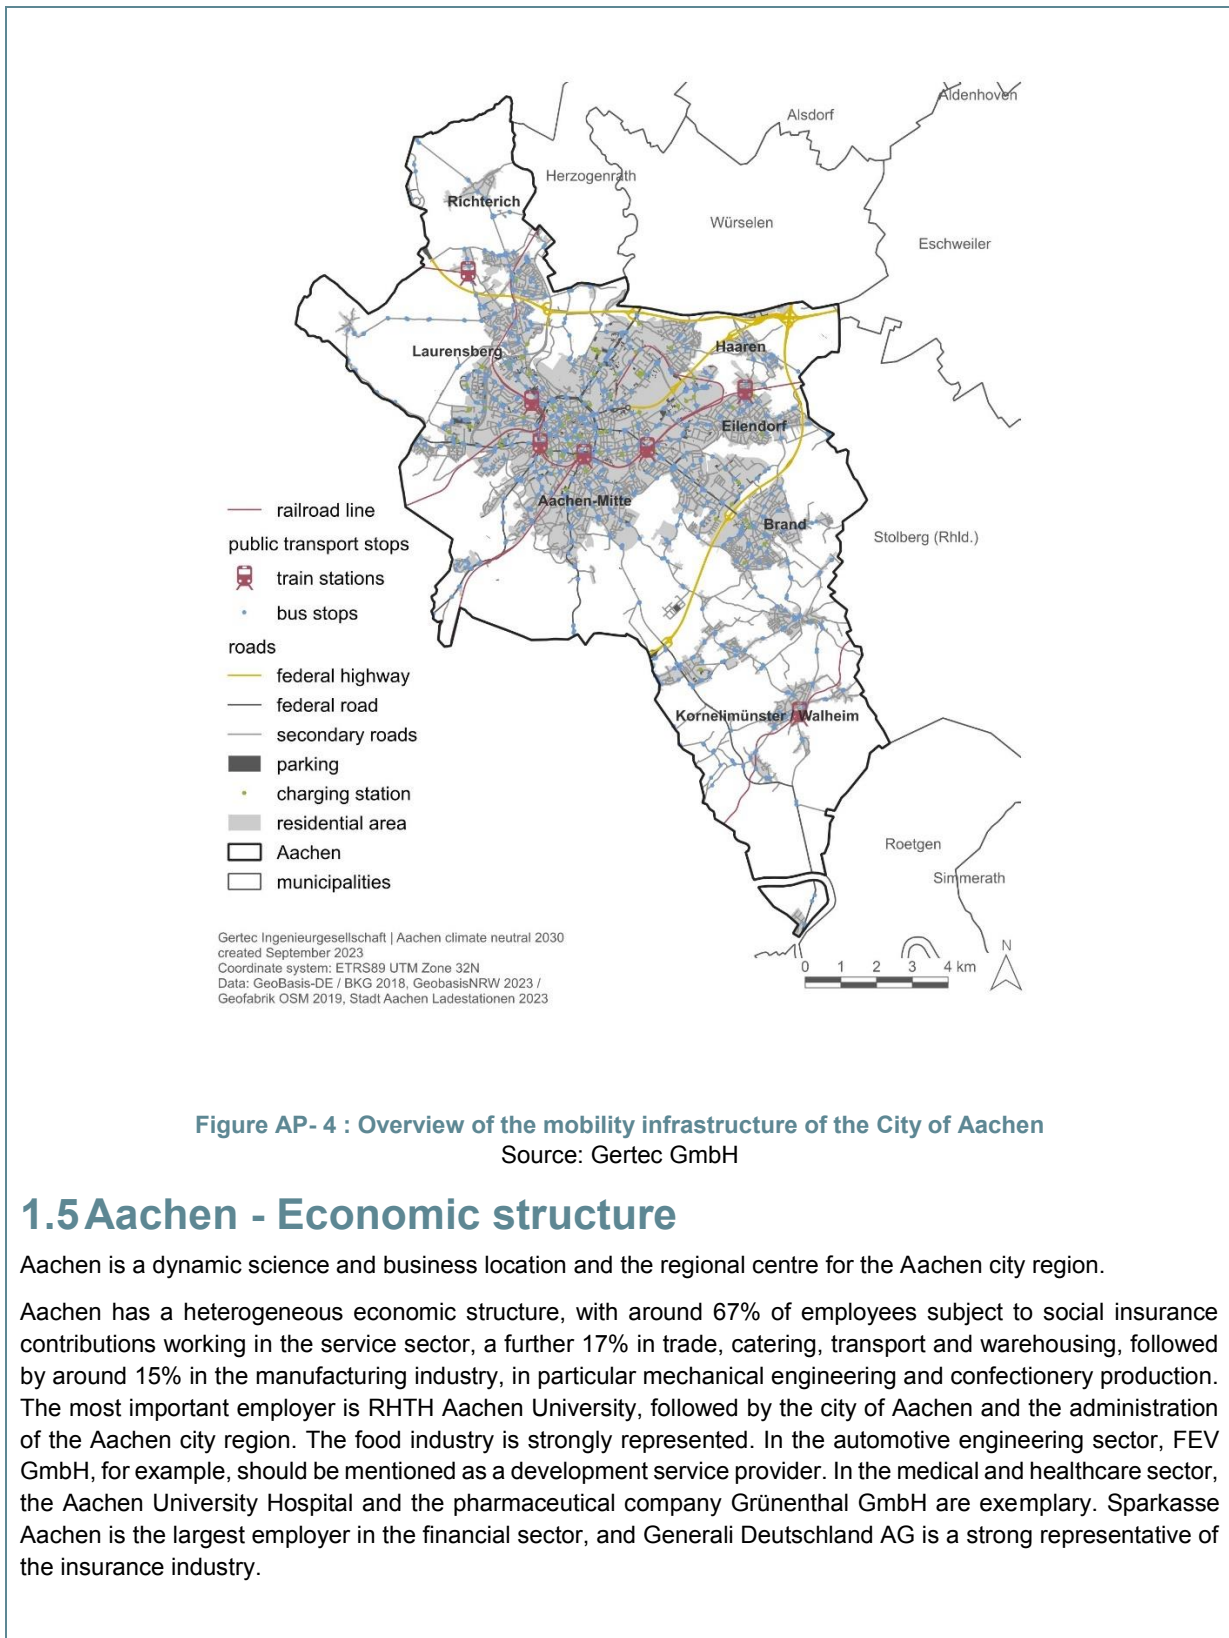 Aldenhoven
Alsdorf
Herzogenrath
Richterich
Würselen
Eschweiler
Laurensberg
Haaren
Eilendorf
Aachen-Mitte
Brand
Stolberg (Rhld.)
railroad line
public transport stops
train stations
bus stops
roads
federal highway
federal road
secondary roads
parking
charging station
residential area
Aachen
municipalities
Kornelimünster / Walheim
Roetgen
Simmerath
Gertec Ingenieurgesellschaft | Aachen climate neutral 2030
created September 2023
Coordinate system: ETRS89 UTM Zone 32N
Data: GeoBasis-DE / BKG 2018, GeobasisNRW 2023 /
Geofabrik OSM 2019, Stadt Aachen Ladestationen 2023
0 1 2 3 4 km
N
Figure AP- 4 : Overview of the mobility infrastructure of the City of Aachen
Source: Gertec GmbH
1.5 Aachen - Economic structure
Aachen is a dynamic science and business location and the regional centre for the Aachen city region.
Aachen has a heterogeneous economic structure, with around 67% of employees subject to social insurance
contributions working in the service sector, a further 17% in trade, catering, transport and warehousing, followed
by around 15% in the manufacturing industry, in particular mechanical engineering and confectionery production.
The most important employer is RHTH Aachen University, followed by the city of Aachen and the administration
of the Aachen city region. The food industry is strongly represented. In the automotive engineering sector, FEV
GmbH, for example, should be mentioned as a development service provider. In the medical and healthcare sector,
the Aachen University Hospital and the pharmaceutical company Grünenthal GmbH are exemplary. Sparkasse
Aachen is the largest employer in the financial sector, and Generali Deutschland AG is a strong representative of
the insurance industry.